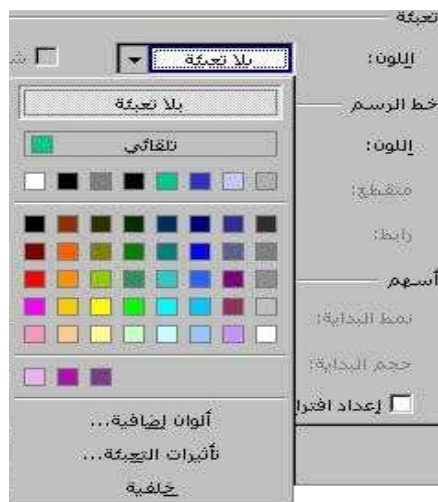 تعبئة
اللون: بلا تعبئة
بلا تعبئة
خط الرسم
تلقائي
اللون:
متقطع:
رابط:
أسهم
نمط البداية:
حجم البداية:
إعداد افترا
ألوان إضافية...
تأثيرات التعبئة...
خلفية